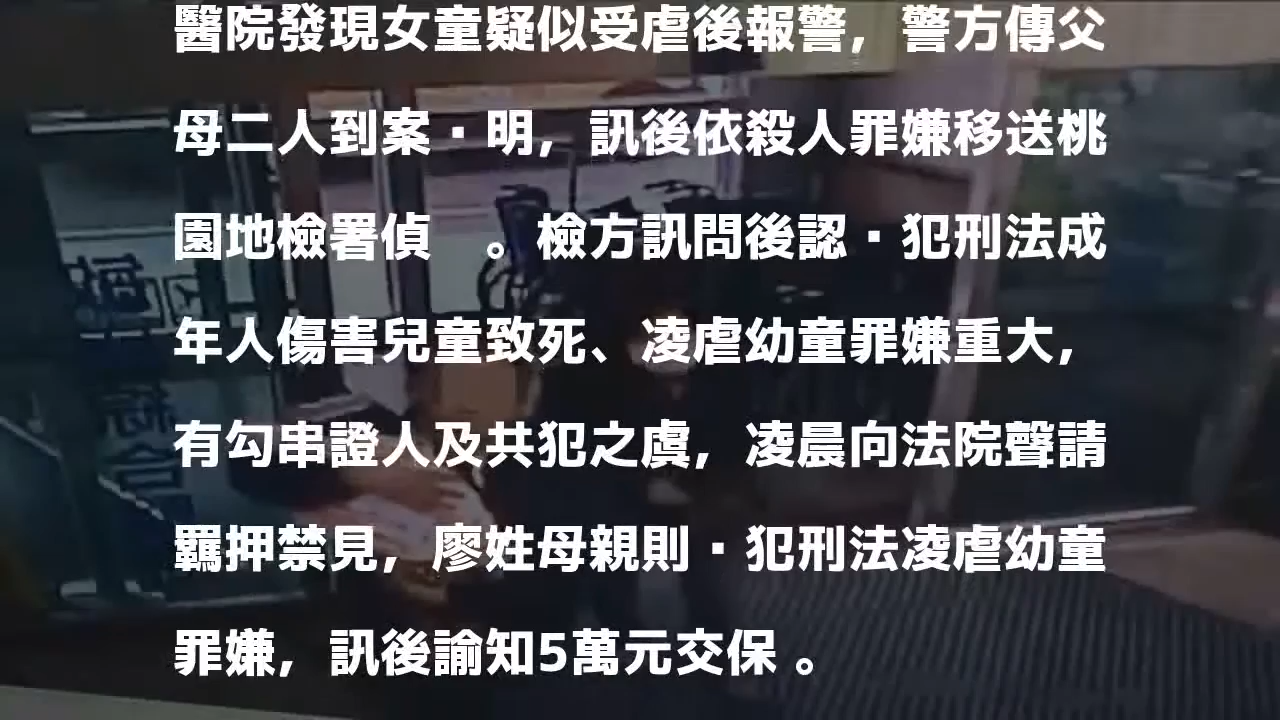 醫院發現女童疑似受虐後報警，警方傳父
母二人到案·明，訊後依殺人罪嫌移送桃
園地檢署偵　。檢方訊問後認·犯刑法成
年人傷害兒童致死、凌虐幼童罪嫌重大，
有勾串證人及共犯之虞，凌晨向法院聲請
羈押禁見，廖姓母親則·犯刑法凌虐幼童
罪嫌，訊後諭知5萬元交保 。